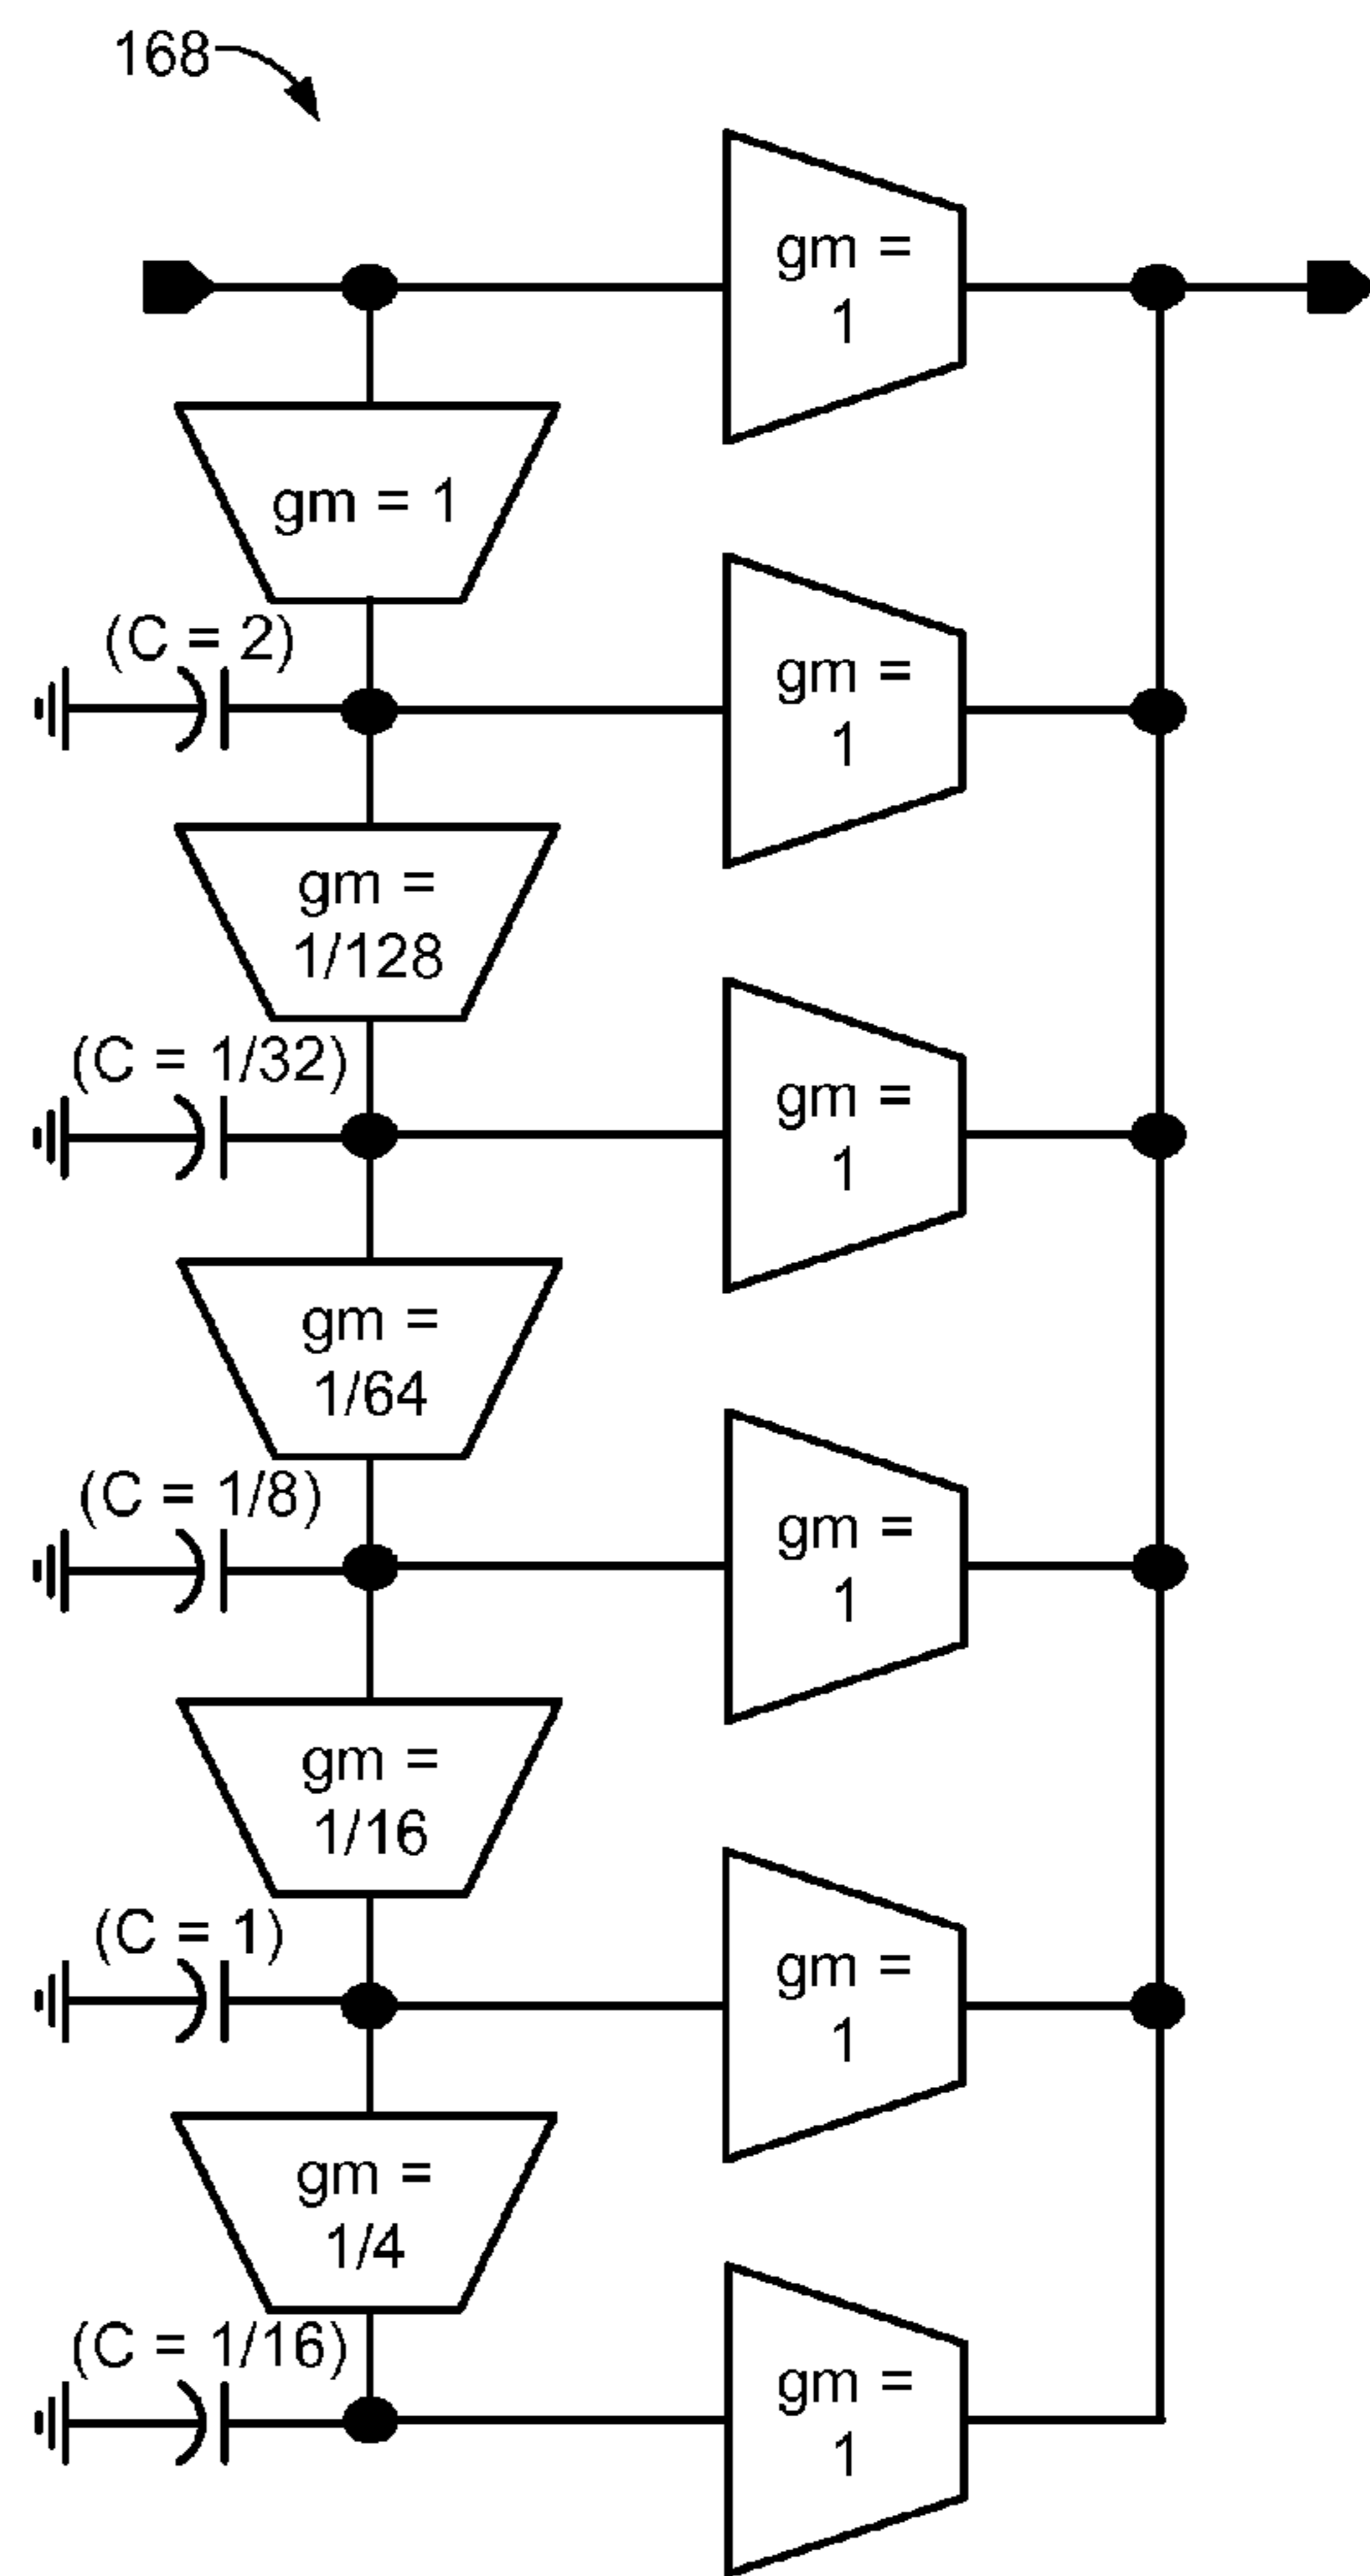 168
gm =
1
gm = 1
(C = 2)
gm =
1
gm =
1/128
(C = 1/32)
gm =
1
gm =
1/64
(C = 1/8)
gm =
1
gm =
1/16
(C = 1)
gm =
1
gm =
1/4
(C = 1/16)
gm =
1